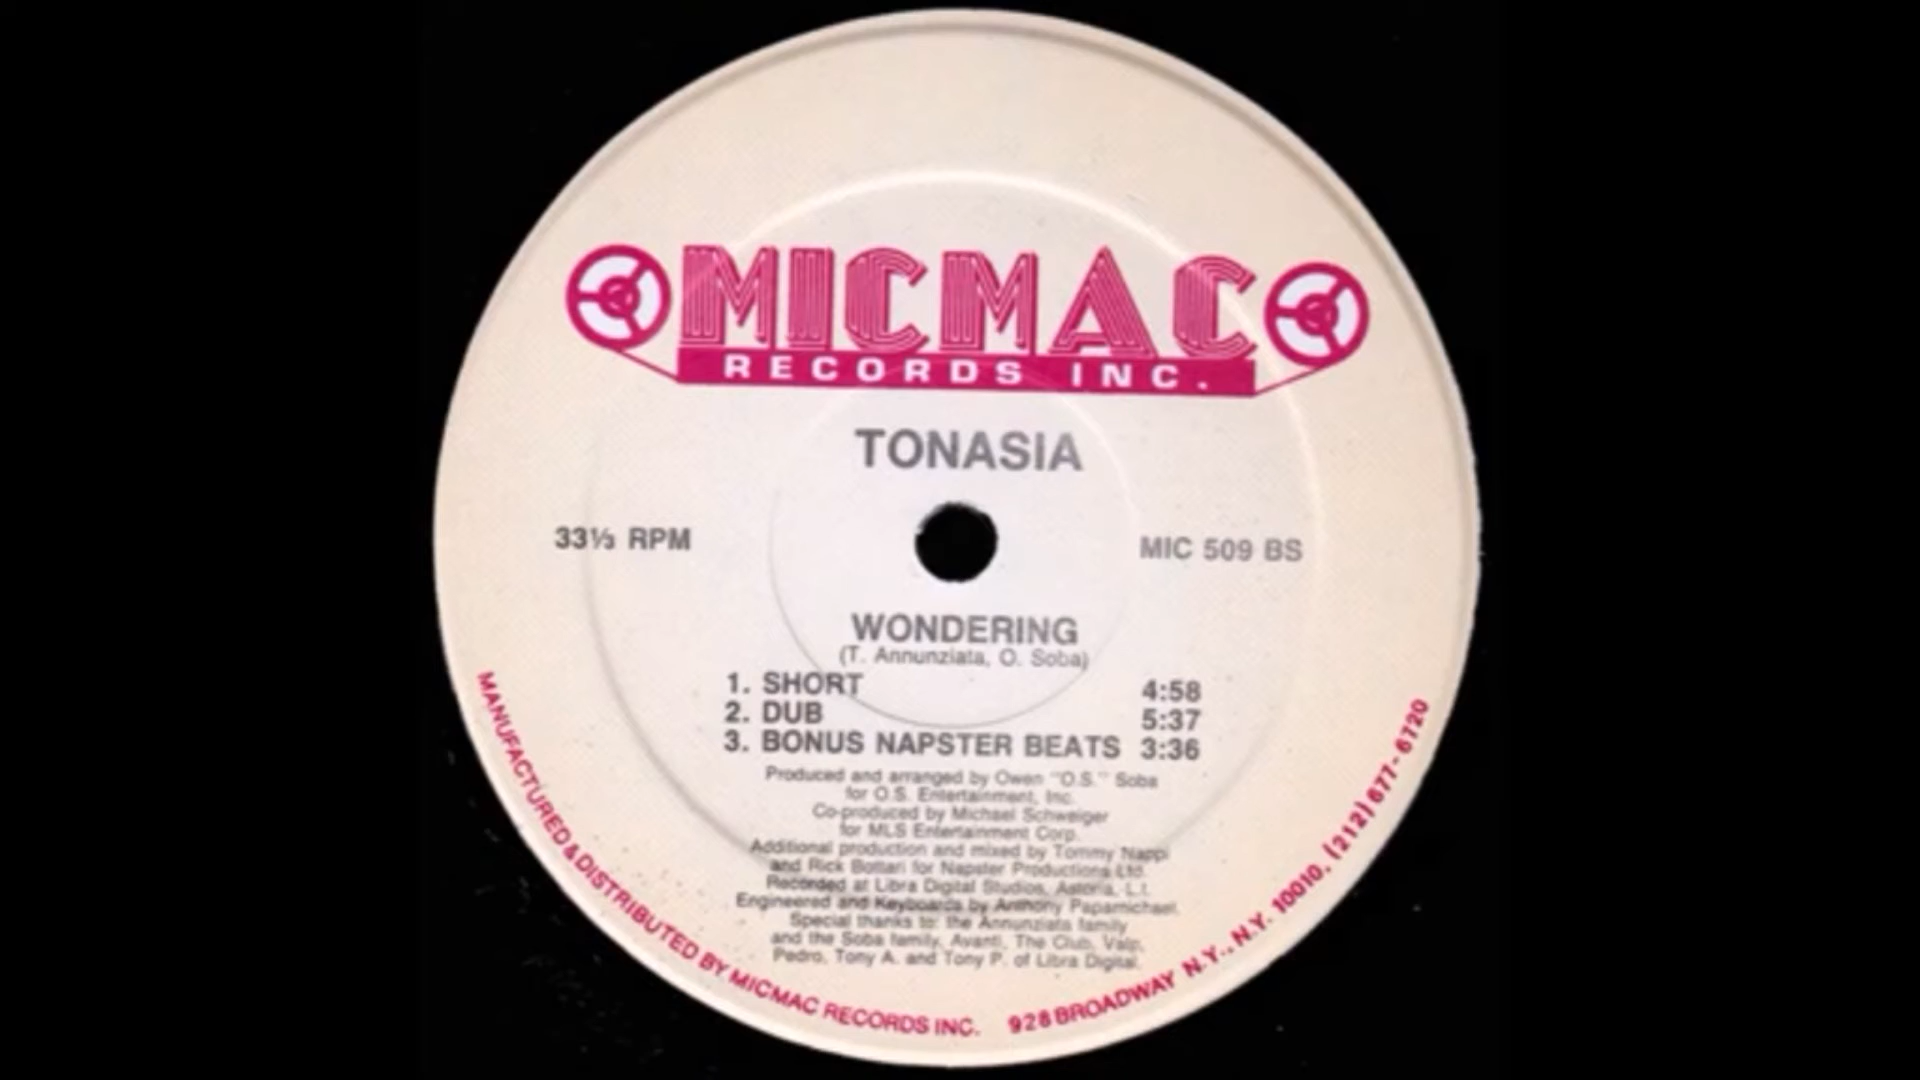 MICMAC
RECORDS INC.
TONASIA
33⅓ RPM
MIC 509 BS
WONDERING
(T. Annunziata, O. Soba)
1. SHORT 4:58
2. DUB 5:37
3. BONUS NAPSTER BEATS 3:36
Produced and arranged by Owen "O.S." Soba
for O.S. Entertainment, Inc.
Co-produced by Michael Schweiger
for MLS Entertainment Corp.
Additional production and mixed by Tommy Nappi
and Rick Bottari for Napster Productions Ltd.
Recorded at Libra Digital Studios, Astoria, L.I.
Engineered and Keyboards by Anthony Papamichael.
Special thanks to: the Annunziata family
and the Soba family, Avanti, The Club, Valp,
Pedro, Tony A. and Tony P. of Libra Digital.
MANUFACTURED & DISTRIBUTED BY MICMAC RECORDS INC. 928 BROADWAY N.Y., N.Y. 10010, (212) 677-6720